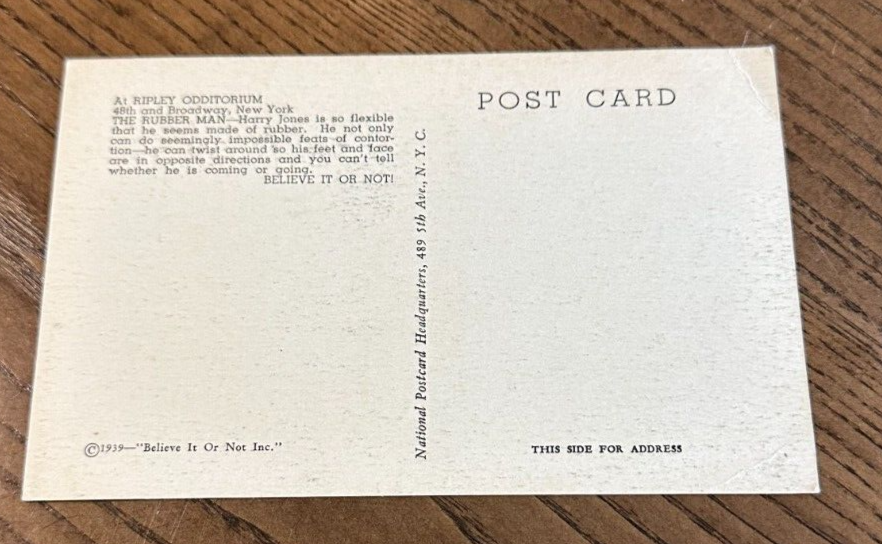 At RIPLEY ODDITORIUM
48th and Broadway, New York
THE RUBBER MAN—Harry Jones is so flexible
that he seems made of rubber. He not only
can do seemingly impossible feats of contor-
tion—he can twist around so his feet and face
are in opposite directions and you can't tell
whether he is coming or going.
BELIEVE IT OR NOT!
©1939—"Believe It Or Not Inc."
National Postcard Headquarters, 489 5th Ave., N. Y. C.
POST CARD
THIS SIDE FOR ADDRESS